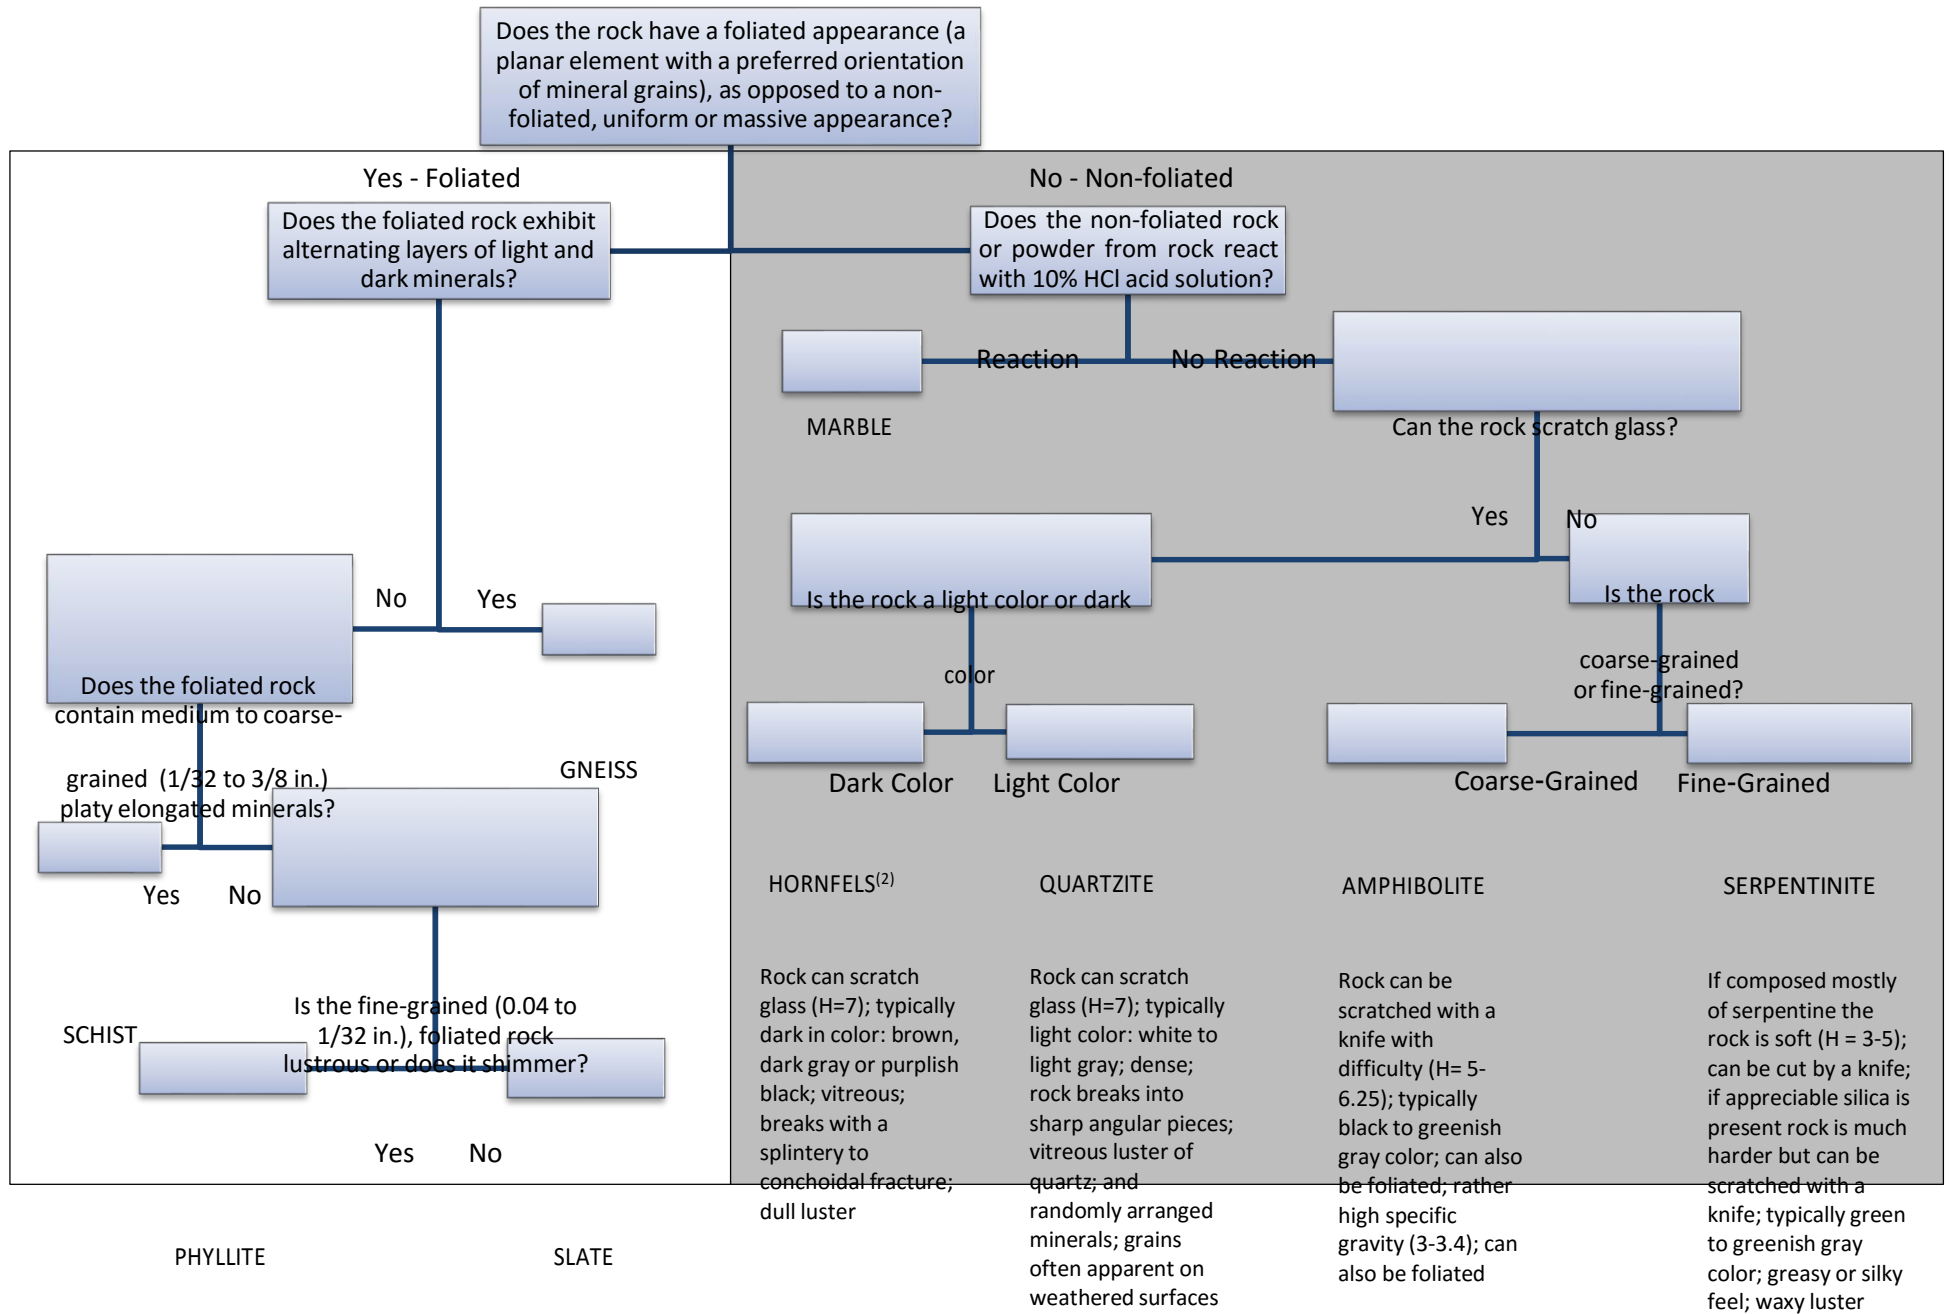 Does the rock have a foliated appearance (a
planar element with a preferred orientation
of mineral grains), as opposed to a non-
foliated, uniform or massive appearance?
Yes - Foliated
No - Non-foliated
Does the foliated rock exhibit
alternating layers of light and
dark minerals?
Does the non-foliated rock
or powder from rock react
with 10% HCl acid solution?
Reaction
No Reaction
MARBLE
Can the rock scratch glass?
Yes
No
No
Yes
Is the rock a light color or dark
color
Is the rock
coarse-grained
or fine-grained?
Does the foliated rock
contain medium to coarse-
grained (1/32 to 3/8 in.)
platy elongated minerals?
GNEISS
Dark Color
Light Color
Coarse-Grained
Fine-Grained
Yes
No
HORNFELS(2)
QUARTZITE
AMPHIBOLITE
SERPENTINITE
SCHIST
Is the fine-grained (0.04 to
1/32 in.), foliated rock
lustrous or does it shimmer?
Yes
No
PHYLLITE
SLATE
Rock can scratch
glass (H=7); typically
dark in color: brown,
dark gray or purplish
black; vitreous;
breaks with a
splintery to
conchoidal fracture;
dull luster
Rock can scratch
glass (H=7); typically
light color: white to
light gray; dense;
rock breaks into
sharp angular pieces;
vitreous luster of
quartz; and
randomly arranged
minerals; grains
often apparent on
weathered surfaces
Rock can be
scratched with a
knife with
difficulty (H= 5-
6.25); typically
black to greenish
gray color; can also
be foliated; rather
high specific
gravity (3-3.4); can
also be foliated
If composed mostly
of serpentine the
rock is soft (H = 3-5);
can be cut by a knife;
if appreciable silica is
present rock is much
harder but can be
scratched with a
knife; typically green
to greenish gray
color; greasy or silky
feel; waxy luster